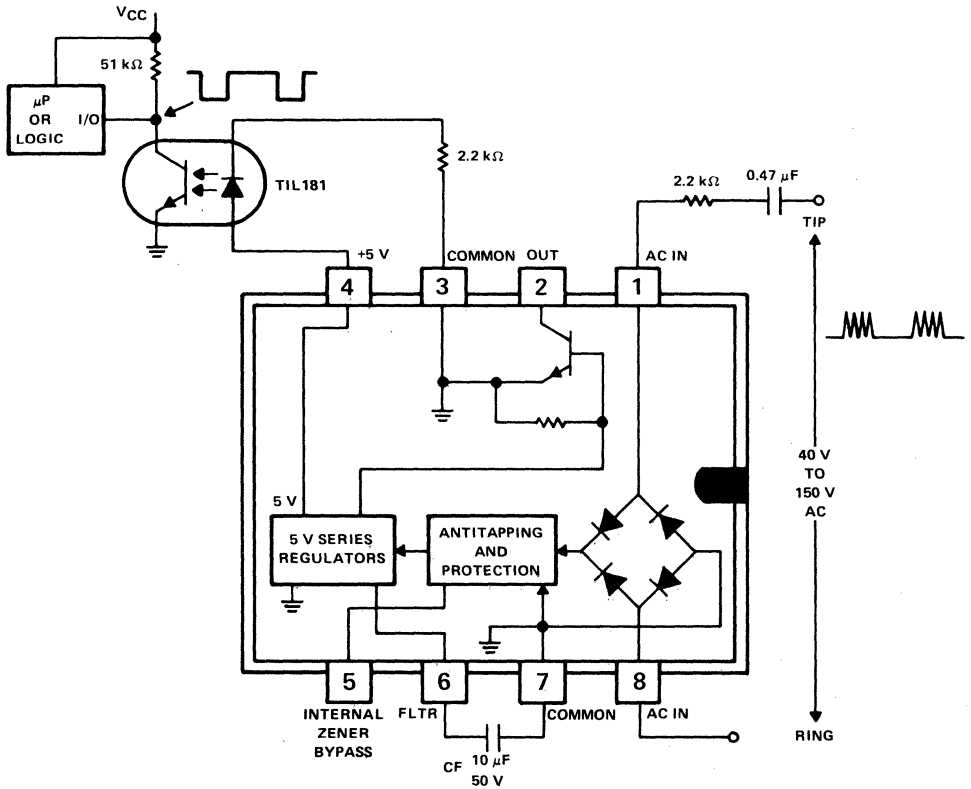 VCC
51 kΩ
μP
OR
LOGIC
I/O
TIL181
2.2 kΩ
2.2 kΩ
0.47 μF
TIP
+5 V
COMMON
OUT
AC IN
4
3
2
1
40 V
TO
150 V
AC
5 V
5 V SERIES
REGULATORS
ANTITAPPING
AND
PROTECTION
5
6
7
8
INTERNAL
ZENER
BYPASS
FLTR
COMMON
AC IN
RING
CF
10 μF
50 V